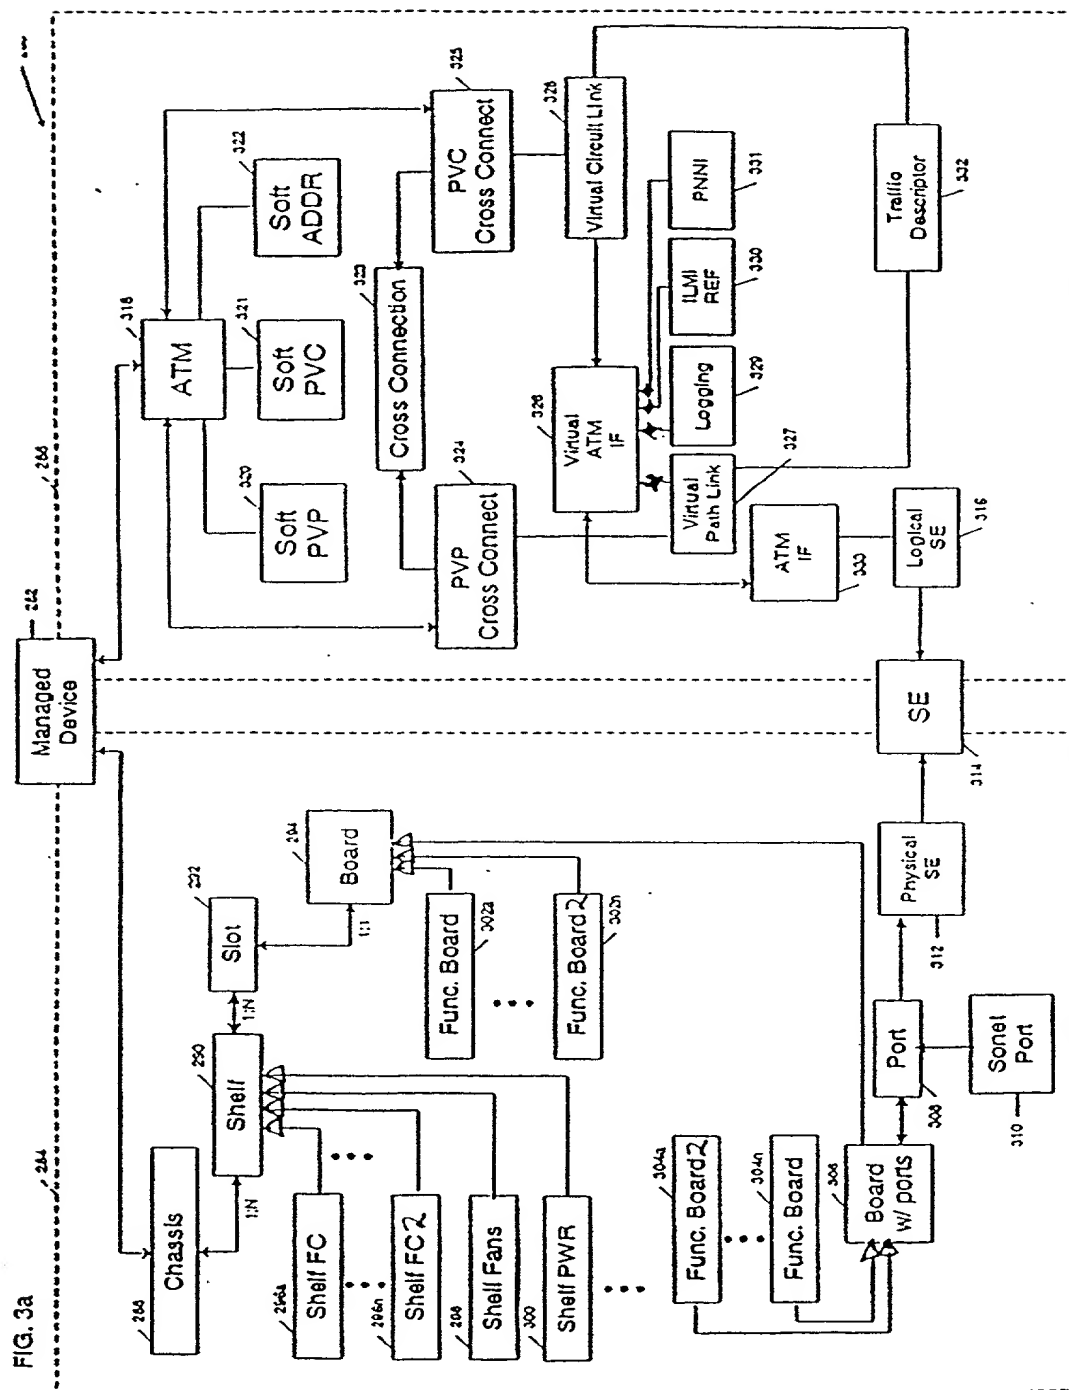 FIG. 3a
282
Managed
Device
284
286
Chassis
288
1:N
Shelf
290
1:N
Slot
292
1:1
Board
294
Shelf FC
296a
Shelf FC 2
296n
Shelf Fans
298
Shelf PWR
300
Func. Board
302a
Func. Board 2
302n
Func. Board 2
304a
Func. Board
304n
Board
w/ ports
306
Port
308
Sonet
Port
310
Physical
SE
312
SE
314
Logical
SE
316
ATM
318
Soft
PVP
320
Soft
PVC
321
Soft
ADDR
322
Cross Connection
323
PVP
Cross Connect
324
PVC
Cross Connect
325
Virtual
ATM
IF
326
Virtual
Path Link
327
Virtual Circuit Link
328
Logging
329
ILMI
REF
330
PNNI
331
Traffic
Descriptor
332
ATM
IF
333